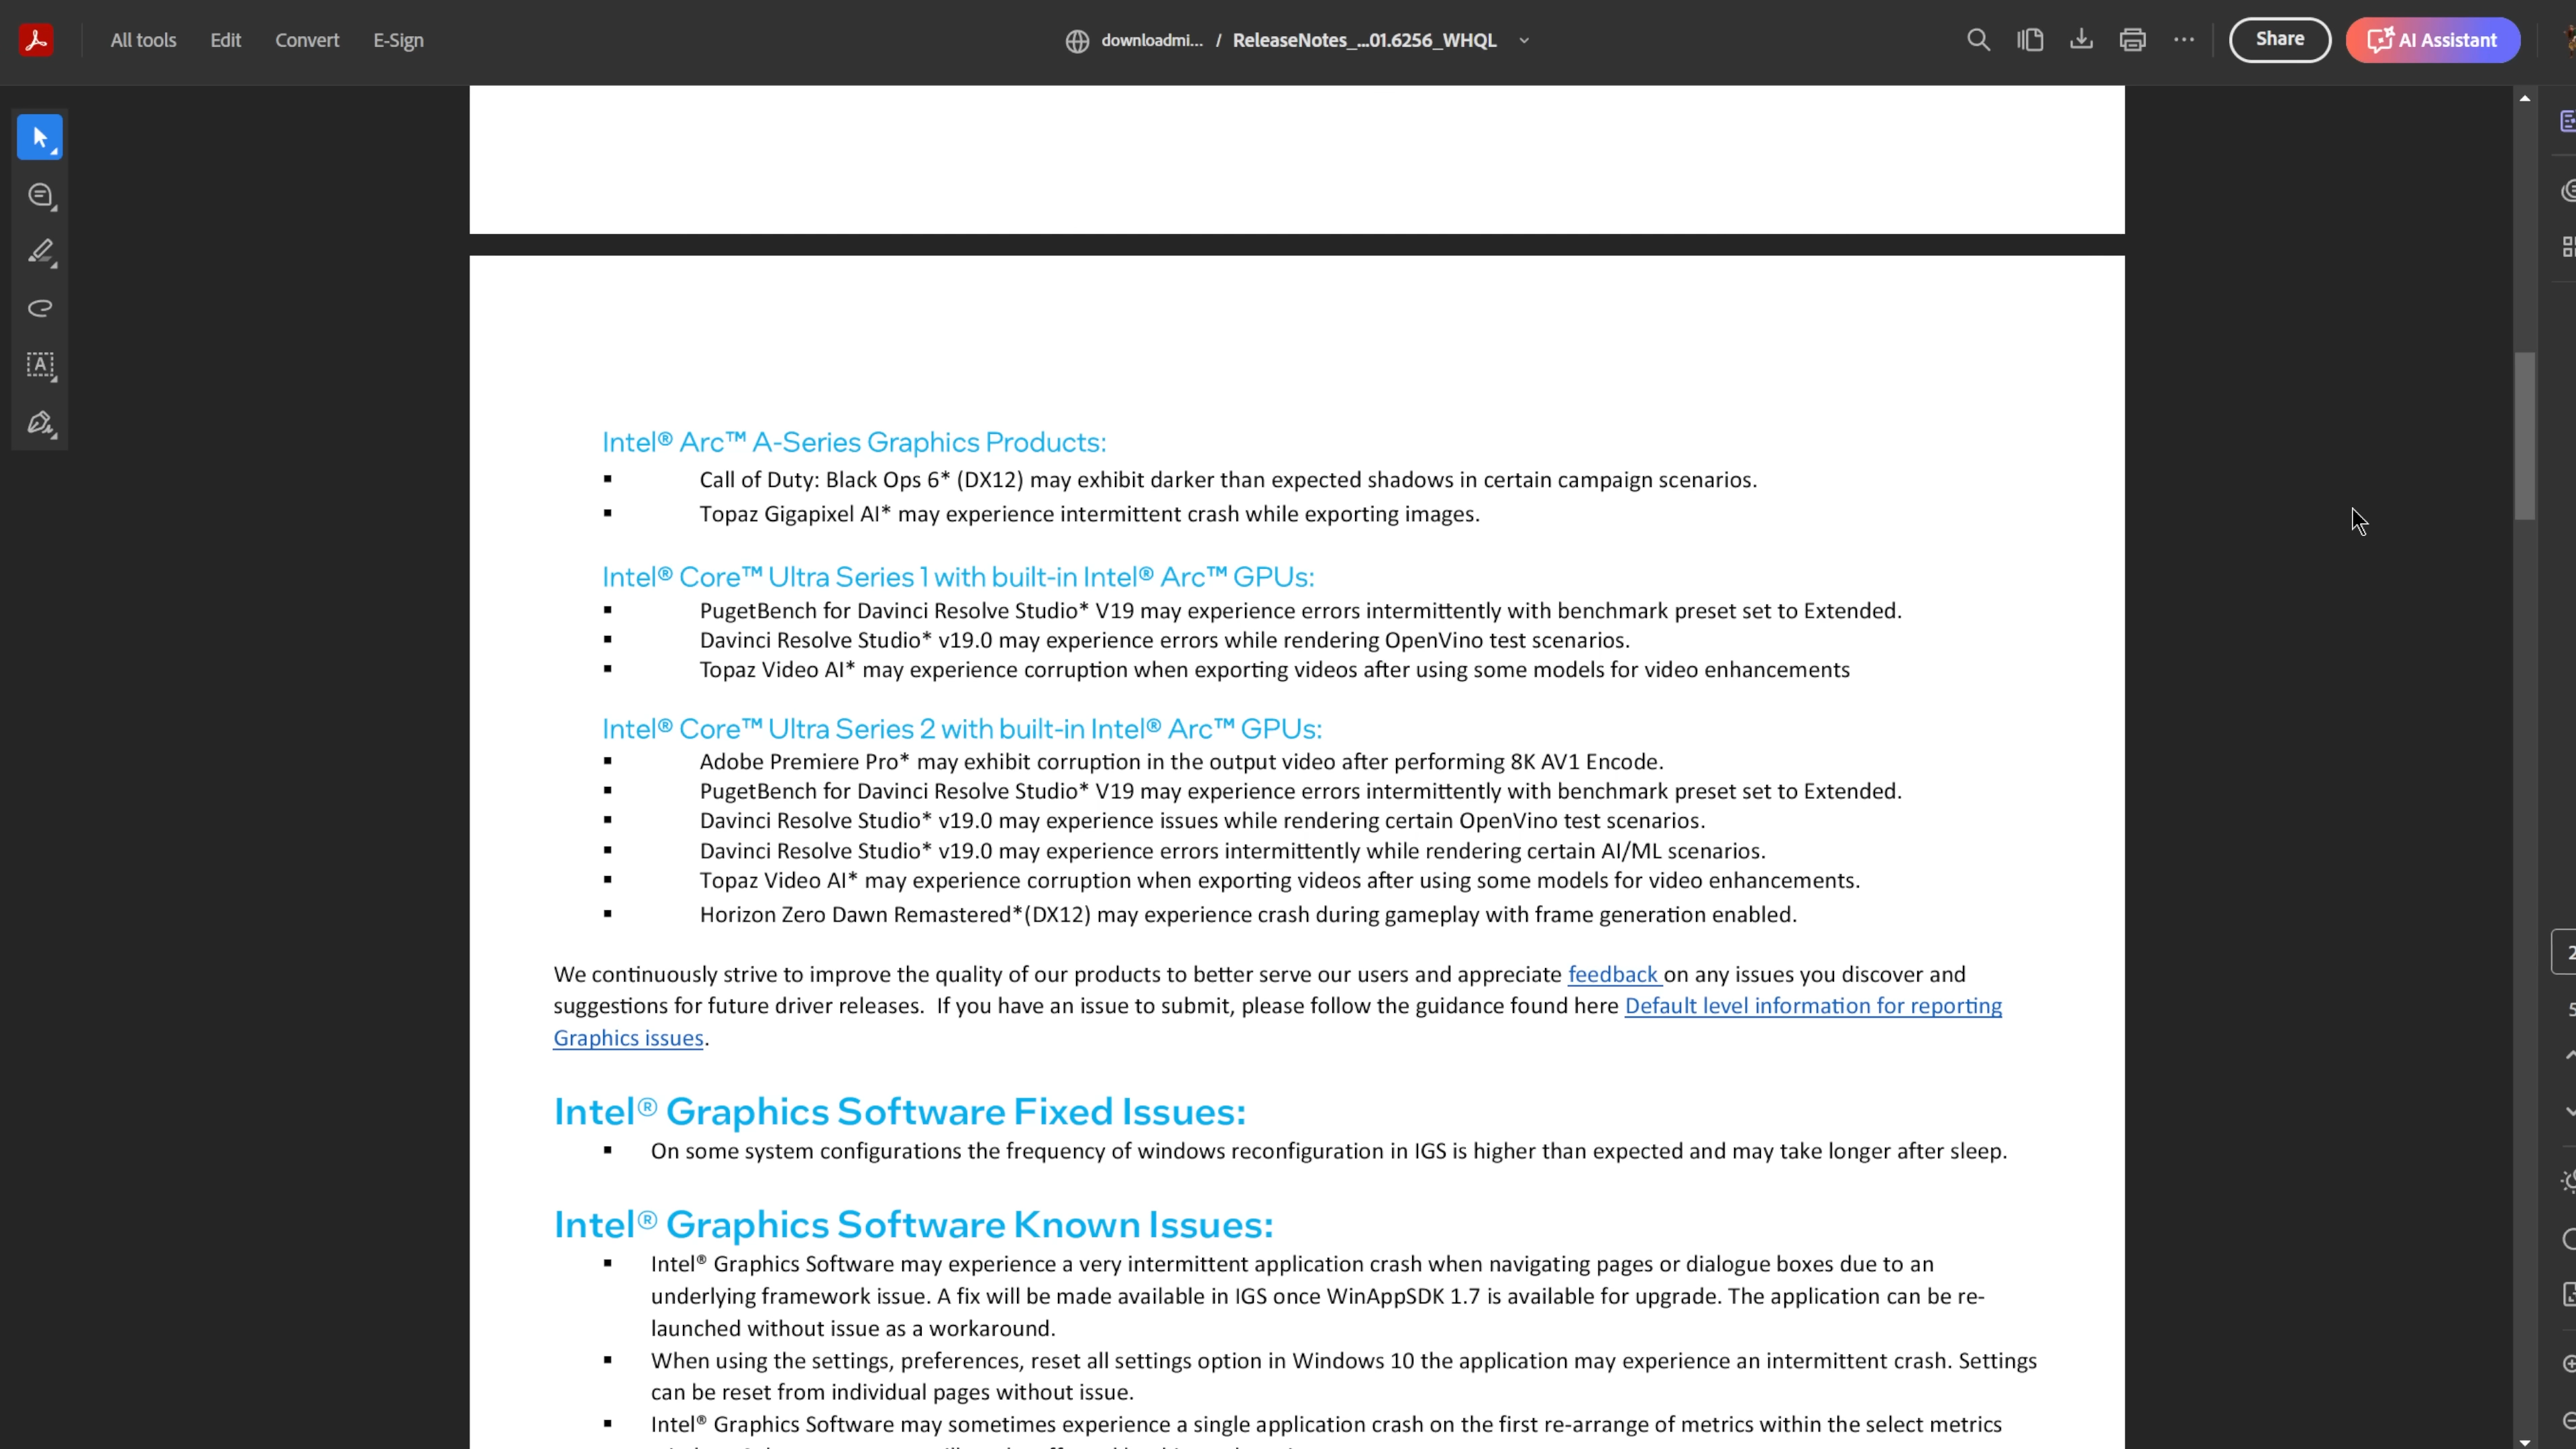 All tools Edit Convert E-Sign downloadmi... / ReleaseNotes_...01.6256_WHQL Share AI Assistant
Intel® Arc™ A-Series Graphics Products:
▪ Call of Duty: Black Ops 6* (DX12) may exhibit darker than expected shadows in certain campaign scenarios.
▪ Topaz Gigapixel AI* may experience intermittent crash while exporting images.
Intel® Core™ Ultra Series 1 with built-in Intel® Arc™ GPUs:
▪ PugetBench for Davinci Resolve Studio* V19 may experience errors intermittently with benchmark preset set to Extended.
▪ Davinci Resolve Studio* v19.0 may experience errors while rendering OpenVino test scenarios.
▪ Topaz Video AI* may experience corruption when exporting videos after using some models for video enhancements
Intel® Core™ Ultra Series 2 with built-in Intel® Arc™ GPUs:
▪ Adobe Premiere Pro* may exhibit corruption in the output video after performing 8K AV1 Encode.
▪ PugetBench for Davinci Resolve Studio* V19 may experience errors intermittently with benchmark preset set to Extended.
▪ Davinci Resolve Studio* v19.0 may experience issues while rendering certain OpenVino test scenarios.
▪ Davinci Resolve Studio* v19.0 may experience errors intermittently while rendering certain AI/ML scenarios.
▪ Topaz Video AI* may experience corruption when exporting videos after using some models for video enhancements.
▪ Horizon Zero Dawn Remastered*(DX12) may experience crash during gameplay with frame generation enabled.
We continuously strive to improve the quality of our products to better serve our users and appreciate feedback on any issues you discover and
suggestions for future driver releases.  If you have an issue to submit, please follow the guidance found here Default level information for reporting
Graphics issues.
Intel® Graphics Software Fixed Issues:
▪ On some system configurations the frequency of windows reconfiguration in IGS is higher than expected and may take longer after sleep.
Intel® Graphics Software Known Issues:
▪ Intel® Graphics Software may experience a very intermittent application crash when navigating pages or dialogue boxes due to an
underlying framework issue. A fix will be made available in IGS once WinAppSDK 1.7 is available for upgrade. The application can be re-
launched without issue as a workaround.
▪ When using the settings, preferences, reset all settings option in Windows 10 the application may experience an intermittent crash. Settings
can be reset from individual pages without issue.
▪ Intel® Graphics Software may sometimes experience a single application crash on the first re-arrange of metrics within the select metrics